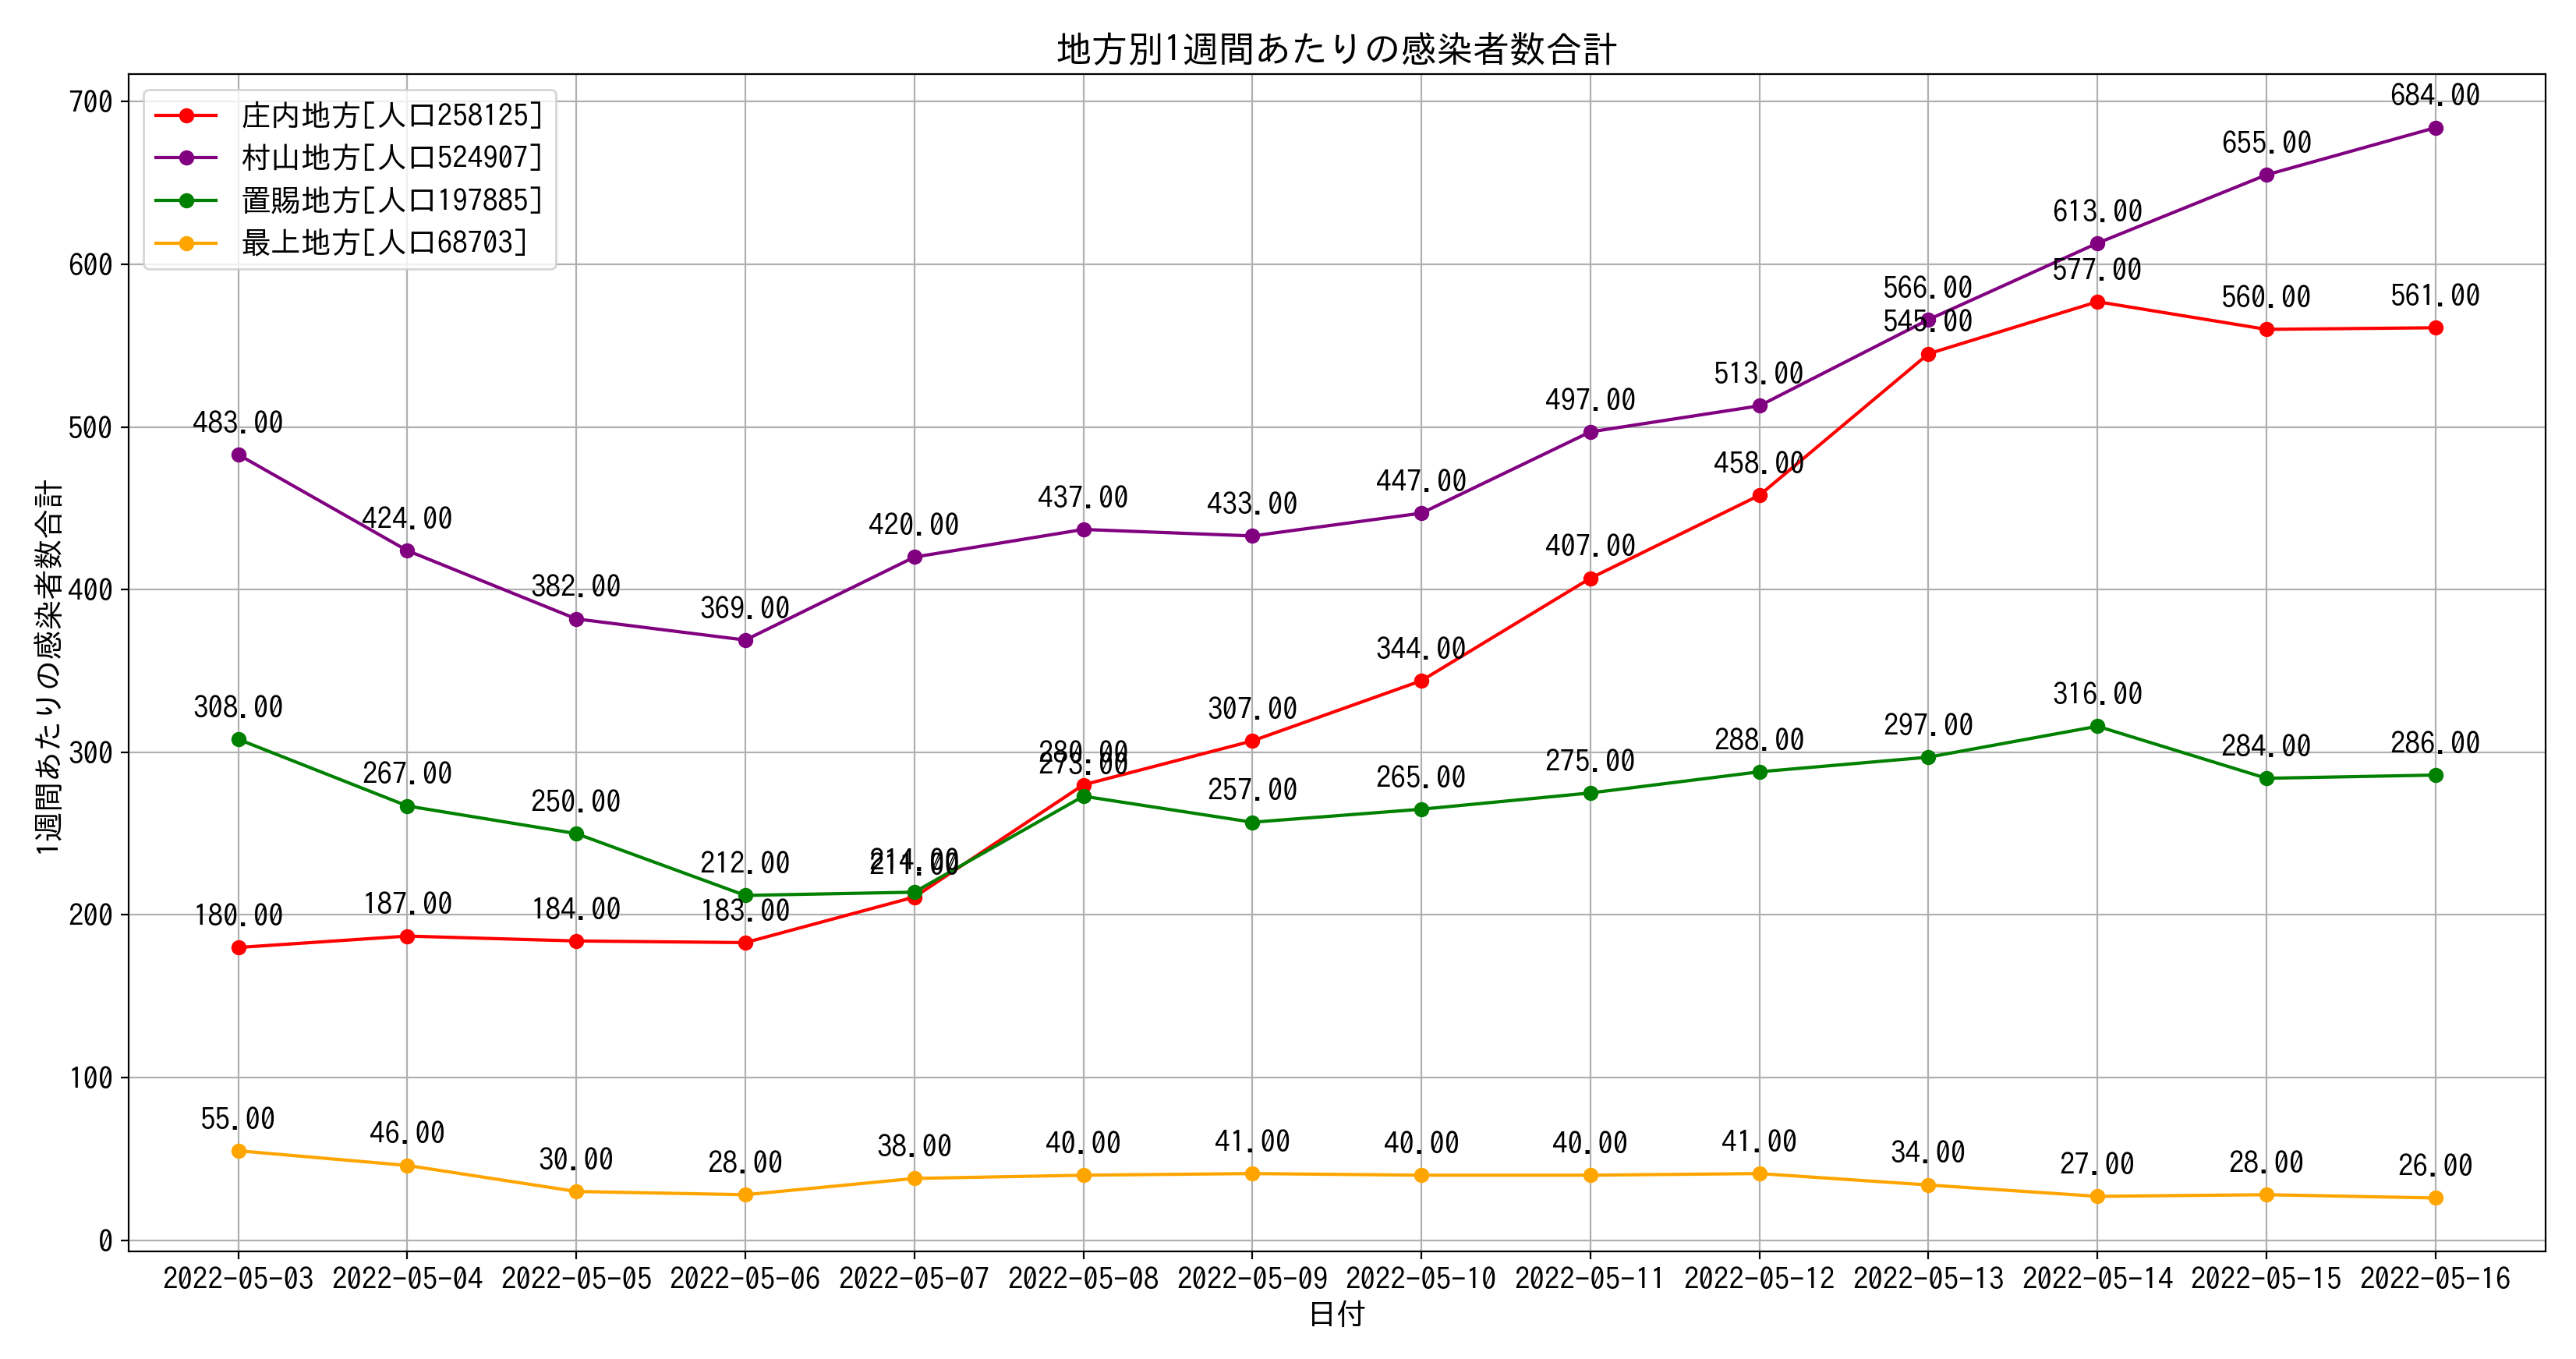 地方別1週間あたりの感染者数合計
庄内地方[人口258125]
村山地方[人口524907]
置賜地方[人口197885]
最上地方[人口68703]
1週間あたりの感染者数合計
700
600
500
400
300
200
100
0
483.00 424.00 382.00 369.00 420.00 437.00 433.00 447.00 497.00 513.00 566.00 613.00 655.00 684.00
180.00 187.00 184.00 183.00 211.00 280.00 307.00 344.00 407.00 458.00 545.00 577.00 560.00 561.00
308.00 267.00 250.00 212.00 214.00 273.00 257.00 265.00 275.00 288.00 297.00 316.00 284.00 286.00
55.00 46.00 30.00 28.00 38.00 40.00 41.00 40.00 40.00 41.00 34.00 27.00 28.00 26.00
2022-05-03 2022-05-04 2022-05-05 2022-05-06 2022-05-07 2022-05-08 2022-05-09 2022-05-10 2022-05-11 2022-05-12 2022-05-13 2022-05-14 2022-05-15 2022-05-16
日付